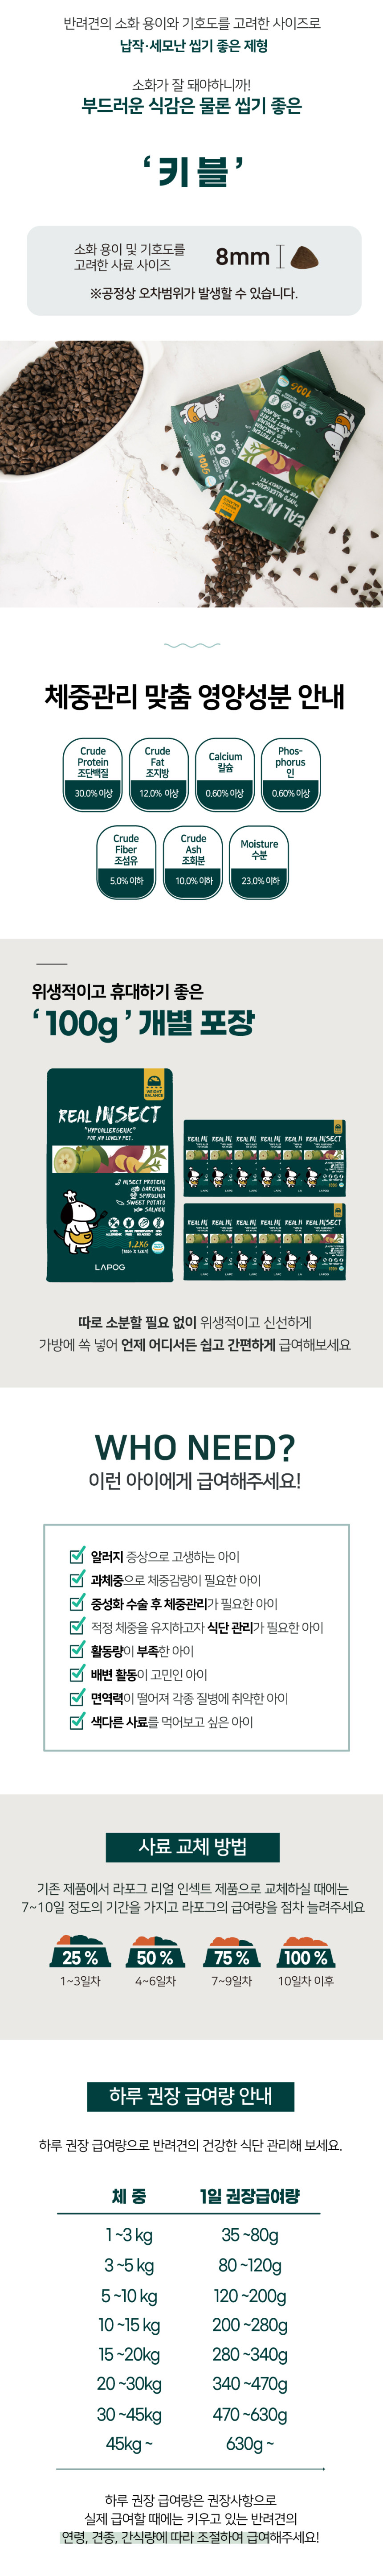 반려견의 소화 용이와 기호도를 고려한 사이즈로
납작·세모난 씹기 좋은 제형
소화가 잘 돼야하니까!
부드러운 식감은 물론 씹기 좋은
‘키블’
소화 용이 및 기호도를
고려한 사료 사이즈
8mm
※공정상 오차범위가 발생할 수 있습니다.
100G
REAL INSECT
100G
체중관리 맞춤 영양성분 안내
Crude
Protein
조단백질
30.0% 이상
Crude
Fat
조지방
12.0% 이상
Calcium
칼슘
0.60% 이상
Phos-
phorus
인
0.60% 이상
Crude
Fiber
조섬유
5.0% 이하
Crude
Ash
조회분
10.0% 이하
Moisture
수분
23.0% 이하
위생적이고 휴대하기 좋은
‘100g’ 개별 포장
WEIGHT
BALANCE
REAL INSECT
"HYPOALLERGENIC"
FOR MY LOVELY PET.
INSECT PROTEIN
GARCINIA
SPIRULINA
SWEET POTATO
SALMON
1.2KG
LAPOG
REAL INSECT
REAL INSECT
따로 소분할 필요 없이 위생적이고 신선하게
가방에 쏙 넣어 언제 어디서든 쉽고 간편하게 급여해보세요
WHO NEED?
이런 아이에게 급여해주세요!
알러지 증상으로 고생하는 아이
과체중으로 체중감량이 필요한 아이
중성화 수술 후 체중관리가 필요한 아이
적정 체중을 유지하고자 식단 관리가 필요한 아이
활동량이 부족한 아이
배변 활동이 고민인 아이
면역력이 떨어져 각종 질병에 취약한 아이
색다른 사료를 먹어보고 싶은 아이
사료 교체 방법
기존 제품에서 라포그 리얼 인섹트 제품으로 교체하실 때에는
7~10일 정도의 기간을 가지고 라포그의 급여량을 점차 늘려주세요
25 % 50 % 75 % 100 %
1~3일차 4~6일차 7~9일차 10일차 이후
하루 권장 급여량 안내
하루 권장 급여량으로 반려견의 건강한 식단 관리해 보세요.
체 중 1일 권장급여량
1 ~3 kg 35 ~80g
3 ~5 kg 80 ~120g
5 ~10 kg 120 ~200g
10 ~15 kg 200 ~280g
15 ~20kg 280 ~340g
20 ~30kg 340 ~470g
30 ~45kg 470 ~630g
45kg ~ 630g ~
하루 권장 급여량은 권장사항으로
실제 급여할 때에는 키우고 있는 반려견의
연령, 견종, 간식량에 따라 조절하여 급여해주세요!